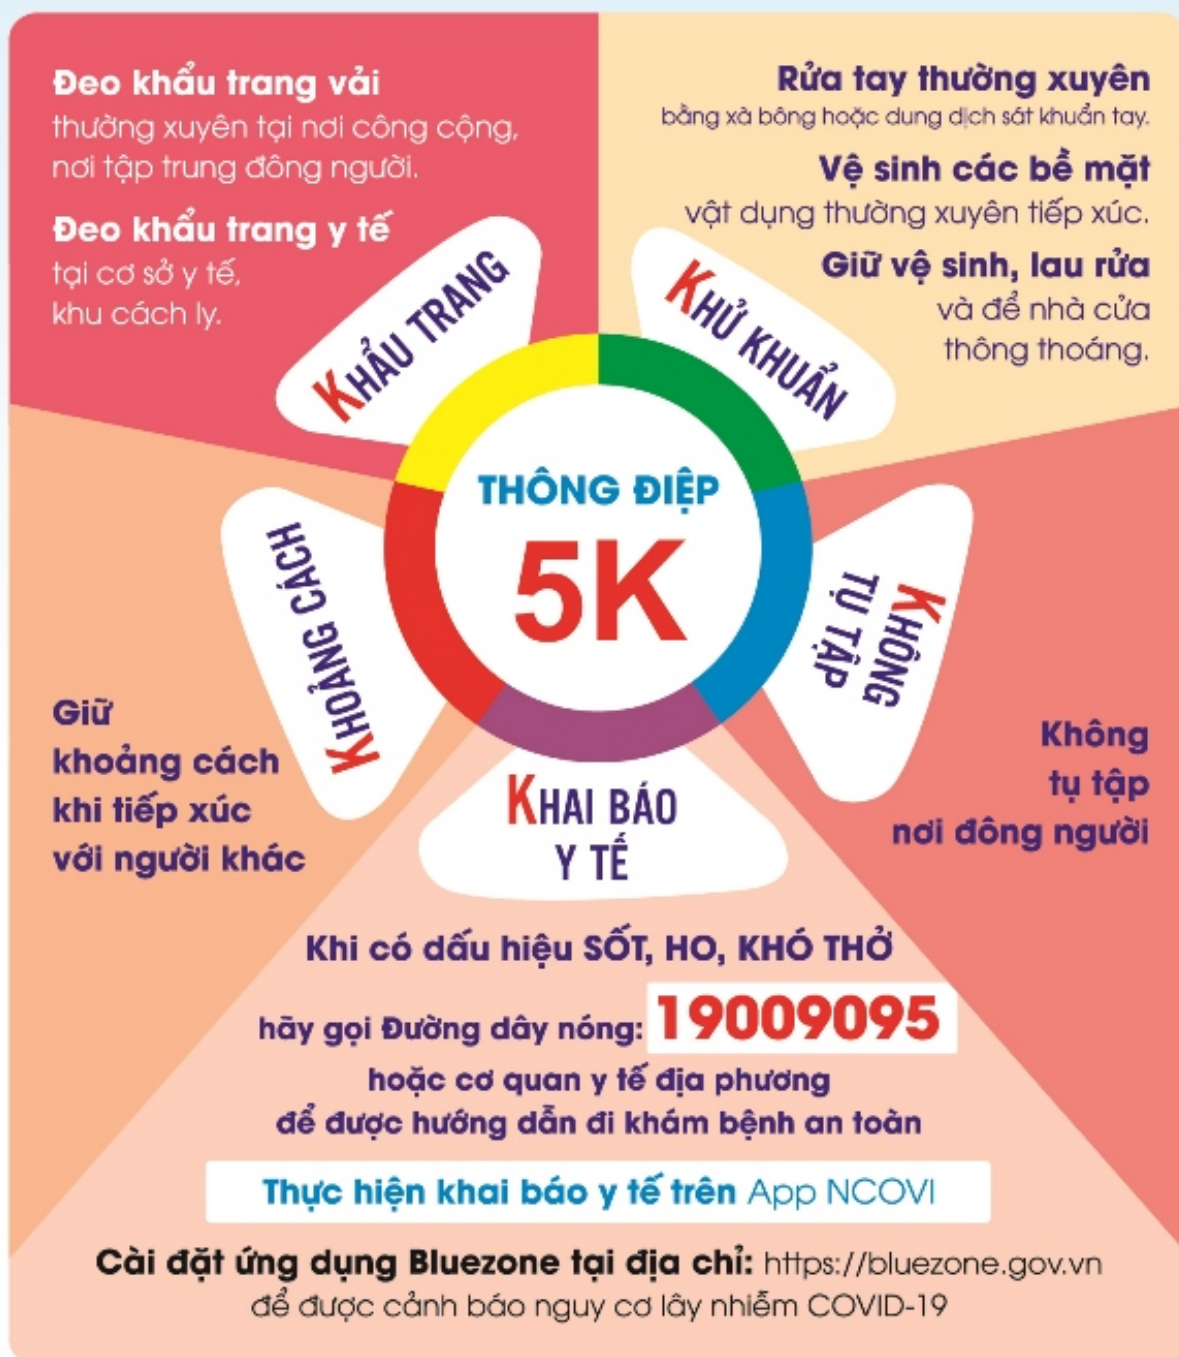 Đeo khẩu trang vải
thường xuyên tại nơi công cộng,
nơi tập trung đông người.
Đeo khẩu trang y tế
tại cơ sở y tế,
khu cách ly.
KHẨU TRANG
Rửa tay thường xuyên
bằng xà bông hoặc dung dịch sát khuẩn tay.
Vệ sinh các bề mặt
vật dụng thường xuyên tiếp xúc.
Giữ vệ sinh, lau rửa
và để nhà cửa
thông thoáng.
KHỬ KHUẨN
THÔNG ĐIỆP
5K
KHOẢNG CÁCH
Giữ
khoảng cách
khi tiếp xúc
với người khác
KHÔNG
TỤ TẬP
Không
tụ tập
nơi đông người
KHAI BÁO
Y TẾ
Khi có dấu hiệu SỐT, HO, KHÓ THỞ
hãy gọi Đường dây nóng: 19009095
hoặc cơ quan y tế địa phương
để được hướng dẫn đi khám bệnh an toàn
Thực hiện khai báo y tế trên App NCOVI
Cài đặt ứng dụng Bluezone tại địa chỉ: https://bluezone.gov.vn
để được cảnh báo nguy cơ lây nhiễm COVID-19